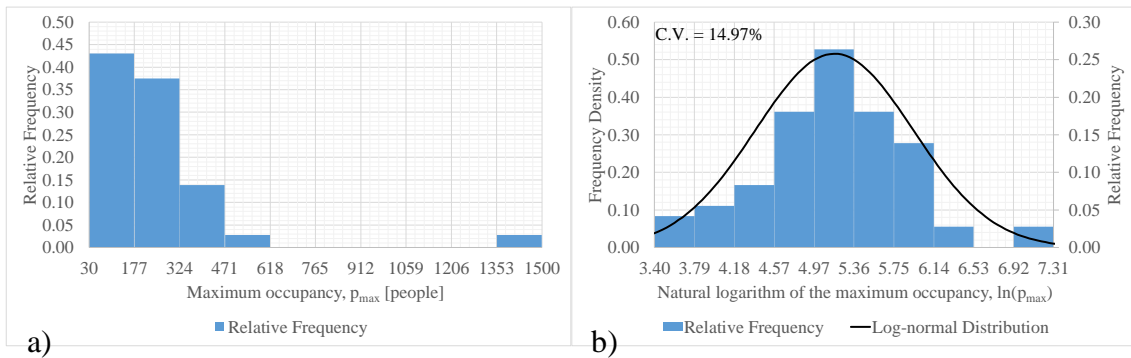 0.50
0.45
0.40
0.35
0.30
0.25
0.20
0.15
0.10
0.05
0.00
Relative Frequency
30 177 324 471 618 765 912 1059 1206 1353 1500
Maximum occupancy, pmax [people]
Relative Frequency
a)
C.V. = 14.97%
0.60
0.50
0.40
0.30
0.20
0.10
0.00
Frequency Density
0.30
0.25
0.20
0.15
0.10
0.05
0.00
Relative Frequency
3.40 3.79 4.18 4.57 4.97 5.36 5.75 6.14 6.53 6.92 7.31
Natural logarithm of the maximum occupancy, ln(pmax)
Relative Frequency Log-normal Distribution
b)